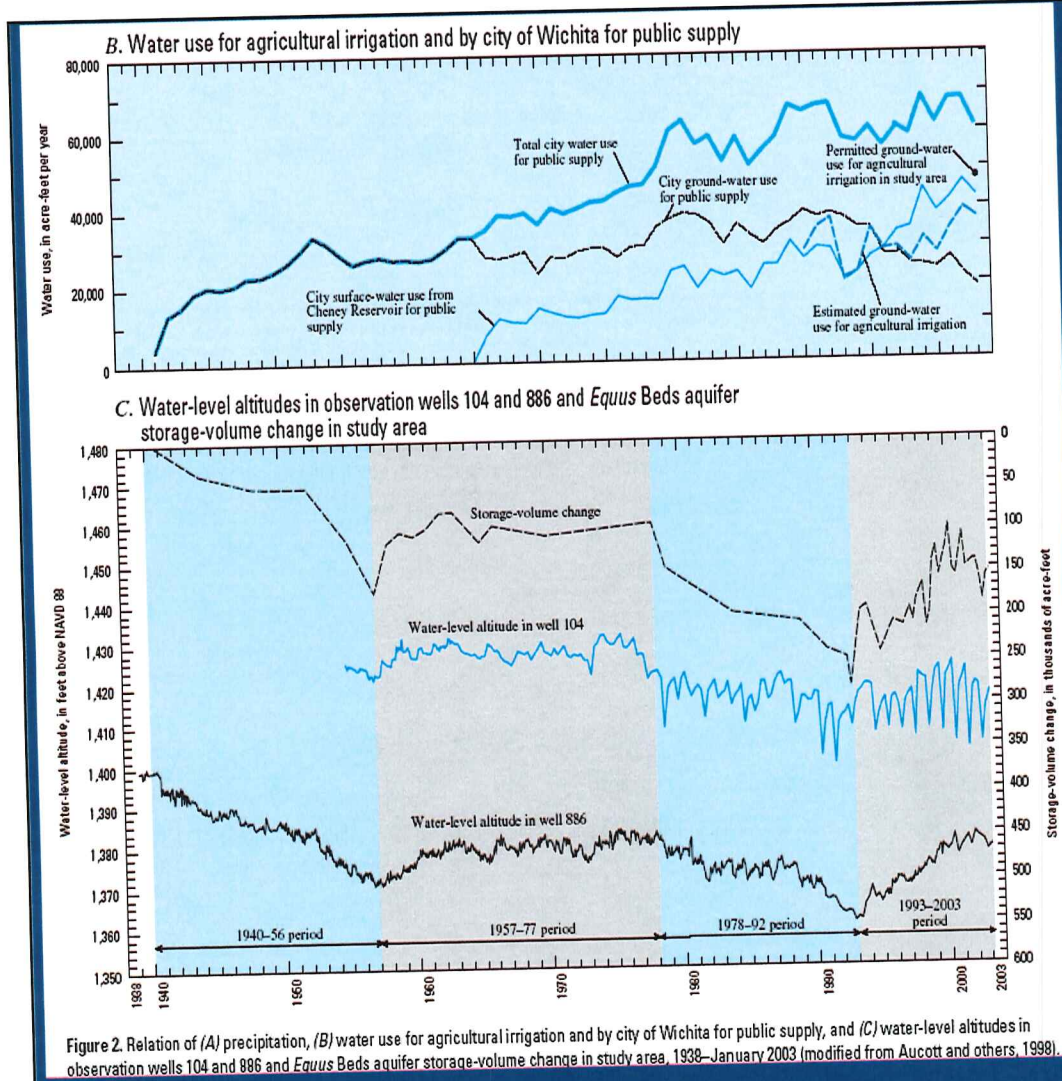 B. Water use for agricultural irrigation and by city of Wichita for public supply
80,000
60,000
40,000
20,000
0
Water use, in acre-feet per year
Total city water use
for public supply
City ground-water use
for public supply
Permitted ground-water
use for agricultural
irrigation in study area
City surface-water use from
Cheney Reservoir for public
supply
Estimated ground-water
use for agricultural irrigation
C. Water-level altitudes in observation wells 104 and 886 and Equus Beds aquifer
storage-volume change in study area
1,480
1,470
1,460
1,450
1,440
1,430
1,420
1,410
1,400
1,390
1,380
1,370
1,360
1,350
Water-level altitude, in feet above NAVD 88
Storage-volume change
Water-level altitude in well 104
Water-level altitude in well 886
1940–56 period
1957–77 period
1978–92 period
1993–2003
period
0
50
100
150
200
250
300
350
400
450
500
550
600
Storage-volume change, in thousands of acre-feet
1938
1940
1950
1960
1970
1980
1990
2000
2003
Figure 2. Relation of (A) precipitation, (B) water use for agricultural irrigation and by city of Wichita for public supply, and (C) water-level altitudes in
observation wells 104 and 886 and Equus Beds aquifer storage-volume change in study area, 1938–January 2003 (modified from Aucott and others, 1998).